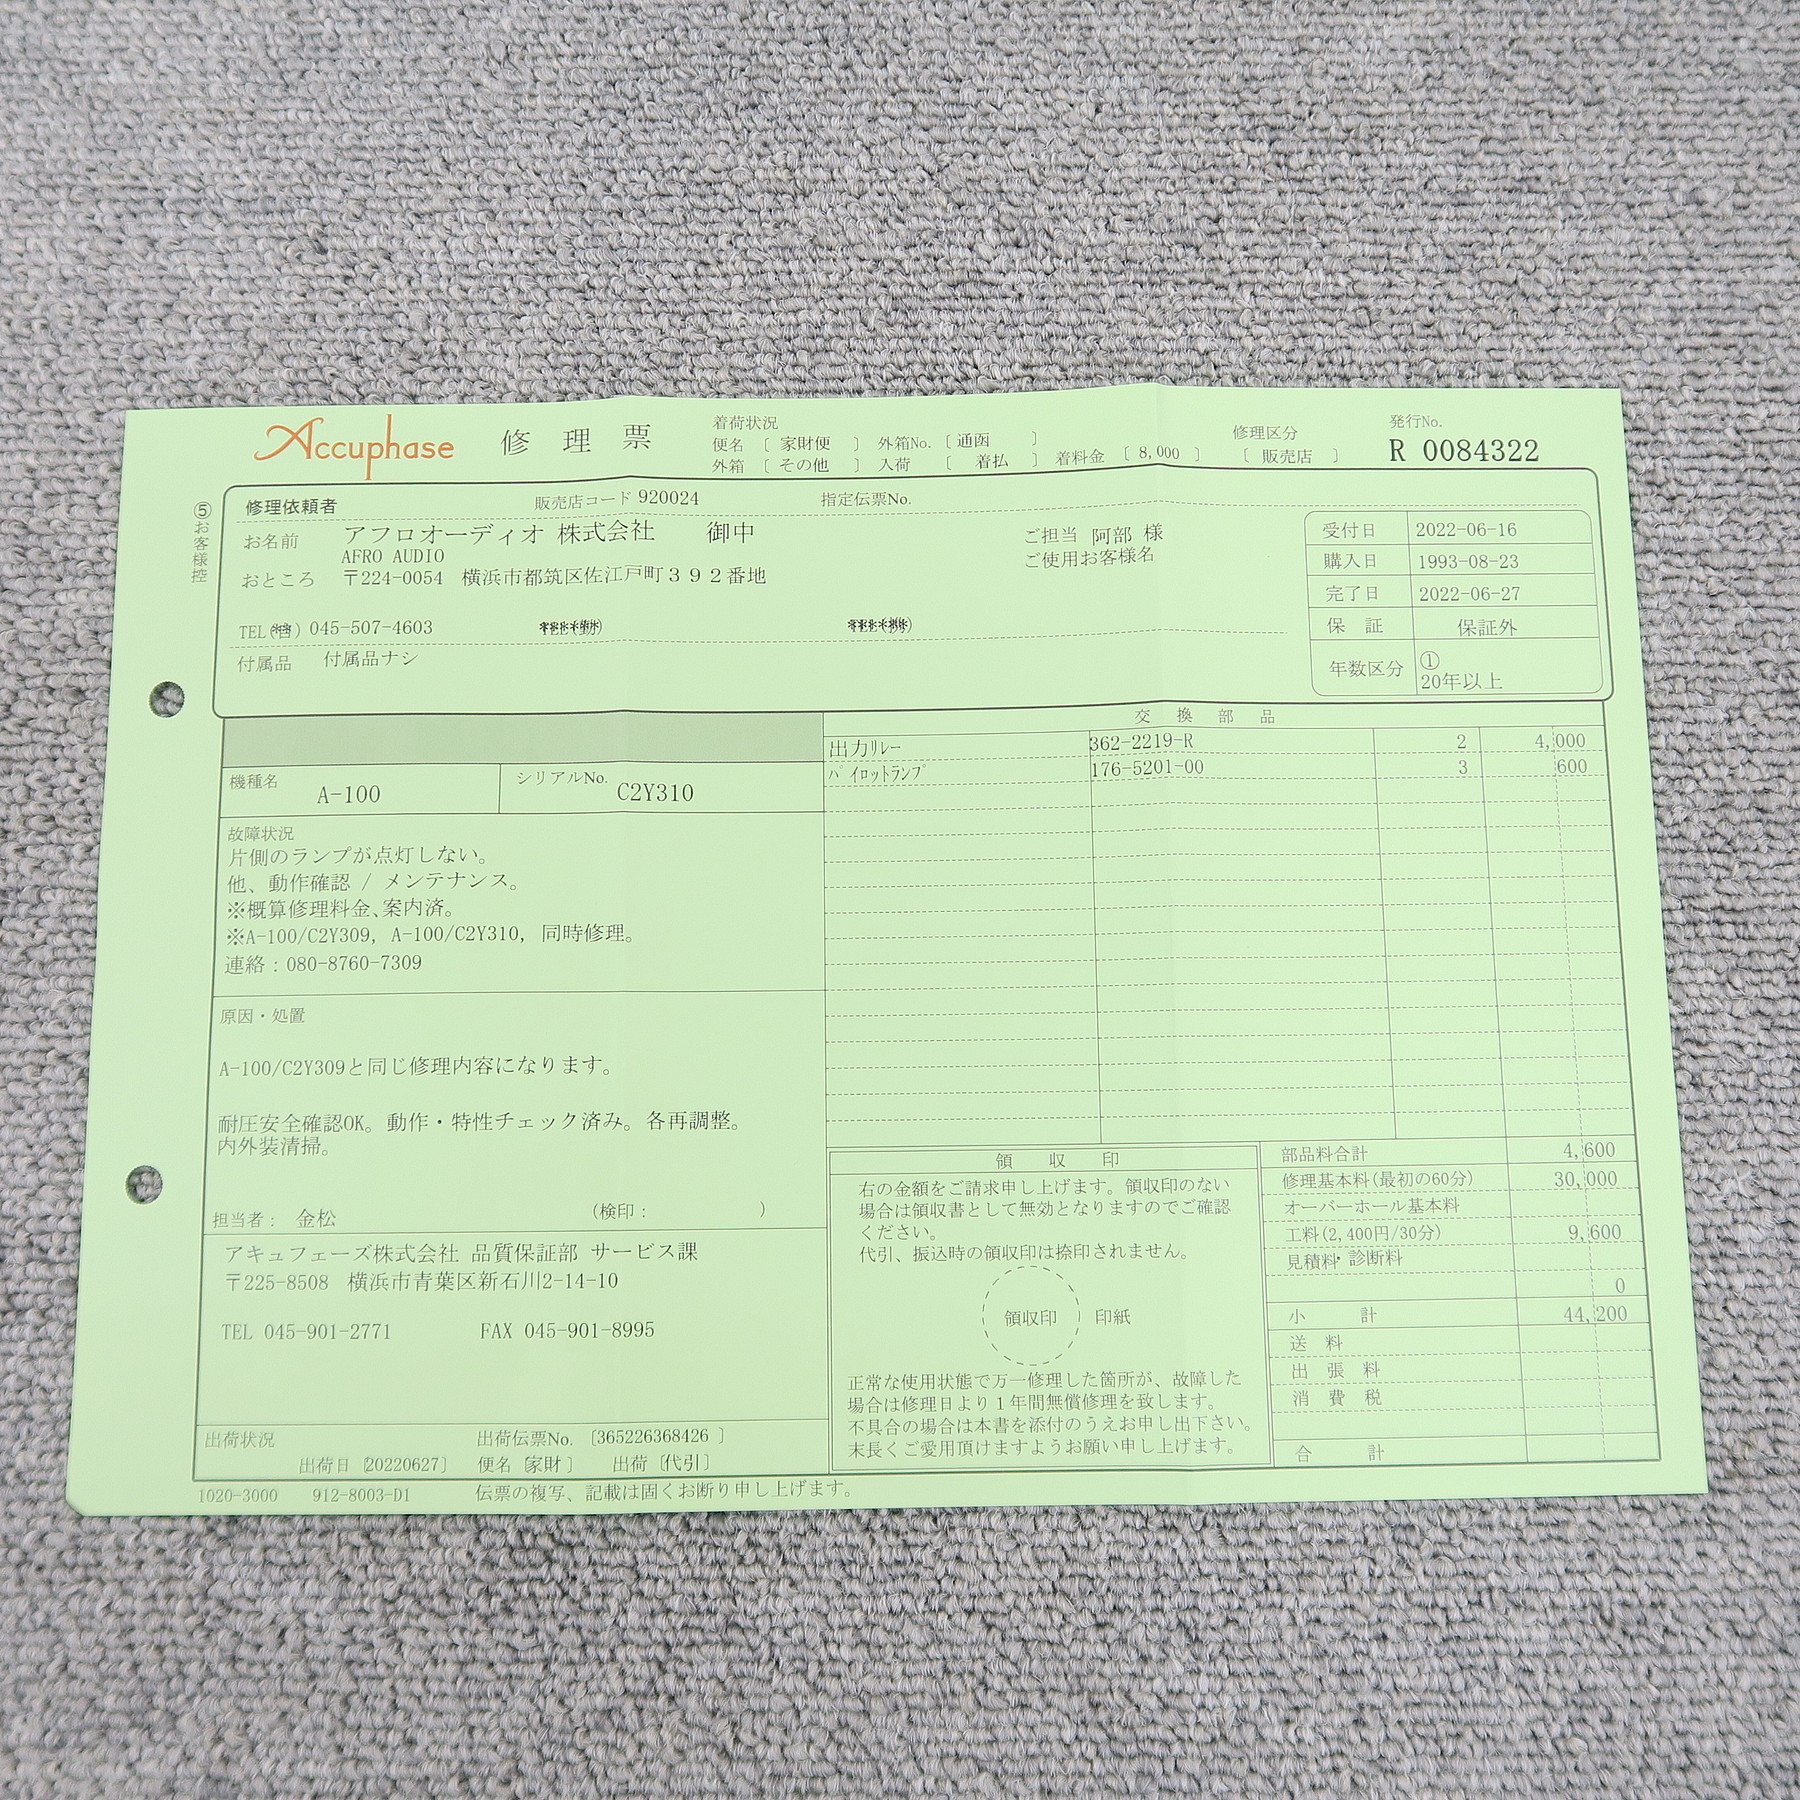 Accuphase 修理票
着荷状況
便名 〔 家財便 〕 外箱No. 〔 通函 〕
外箱 〔 その他 〕 入荷 〔 着払 〕 着料金 〔 8,000 〕
修理区分
〔 販売店 〕
発行No.
R 0084322
⑤お客様控
修理依頼者 販売店コード 920024 指定伝票No.
お名前 アフロオーディオ 株式会社 御中
AFRO AUDIO
おところ 〒224-0054 横浜市都筑区佐江戸町392番地
ご担当 阿部 様
ご使用お客様名
TEL 045-507-4603
付属品 付属品ナシ
受付日 2022-06-16
購入日 1993-08-23
完了日 2022-06-27
保 証 保証外
年数区分 ①
20年以上
機種名 A-100 シリアルNo. C2Y310
故障状況
片側のランプが点灯しない。
他、動作確認 / メンテナンス。
※概算修理料金、案内済。
※A-100/C2Y309, A-100/C2Y310, 同時修理。
連絡：080-8760-7309
原因・処置
A-100/C2Y309と同じ修理内容になります。
耐圧安全確認OK。動作・特性チェック済み。各再調整。
内外装清掃。
担当者： 金松 （検印： ）
アキュフェーズ株式会社 品質保証部 サービス課
〒225-8508 横浜市青葉区新石川2-14-10
TEL 045-901-2771 FAX 045-901-8995
出荷状況 出荷伝票No. 〔365226368426 〕
出荷日 〔20220627〕 便名 〔家財 〕 出荷 〔代引〕
1020-3000 912-8003-D1 伝票の複写、記載は固くお断り申し上げます。
交 換 部 品
出力ﾘﾚｰ 362-2219-R 2 4,000
ﾊﾟｲﾛｯﾄﾗﾝﾌﾟ 176-5201-00 3 600
領 収 印
右の金額をご請求申し上げます。領収印のない
場合は領収書として無効となりますのでご確認
ください。
代引、振込時の領収印は捺印されません。
領収印 印紙
正常な使用状態で万一修理した箇所が、故障した
場合は修理日より1年間無償修理を致します。
不具合の場合は本書を添付のうえお申し出下さい。
末長くご愛用頂けますようお願い申し上げます。
部品料合計 4,600
修理基本料(最初の60分) 30,000
オーバーホール基本料
工料(2,400円/30分) 9,600
見積料・診断料
0
小 計 44,200
送 料
出 張 料
消 費 税
合 計